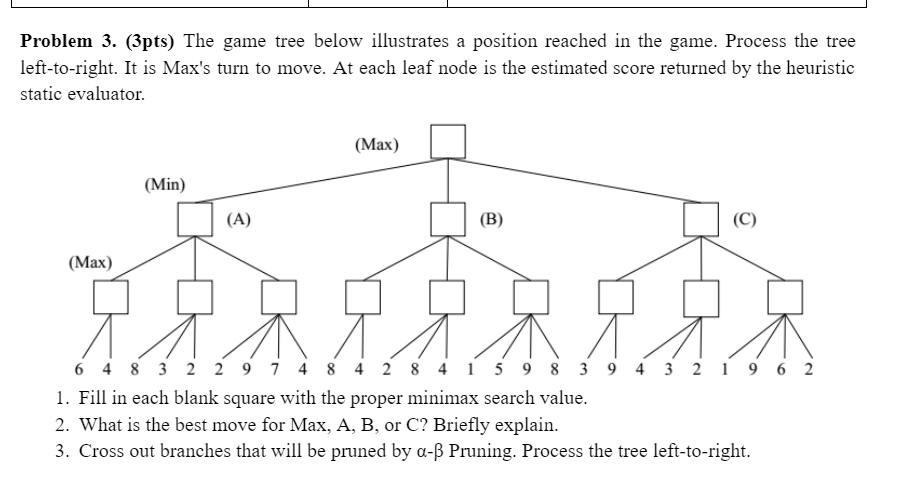 Problem 3. (3pts) The game tree below illustrates a position reached in the game. Process the tree
left-to-right. It is Max's turn to move. At each leaf node is the estimated score returned by the heuristic
static evaluator.
(Max)
(Min)
(A) (B) (C)
(Max)
6 4 8 3 2 2 9 7 4 8 4 2 8 4 1 5 9 8 3 9 4 3 2 1 9 6 2
1. Fill in each blank square with the proper minimax search value.
2. What is the best move for Max, A, B, or C? Briefly explain.
3. Cross out branches that will be pruned by α-β Pruning. Process the tree left-to-right.